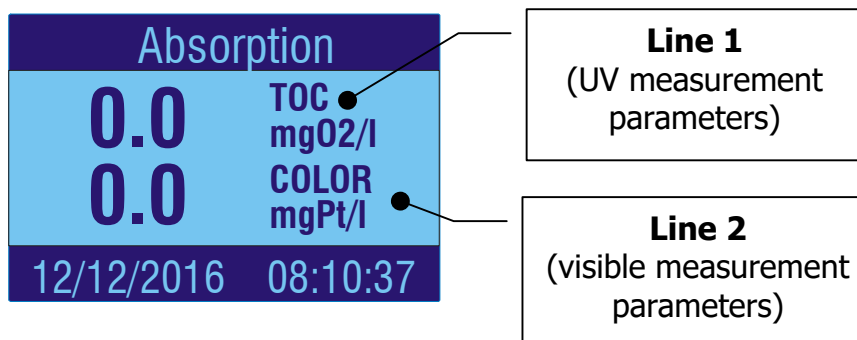 Absorption
0.0 TOC
mgO2/l
0.0 COLOR
mgPt/l
12/12/2016 08:10:37
Line 1
(UV measurement
parameters)
Line 2
(visible measurement
parameters)